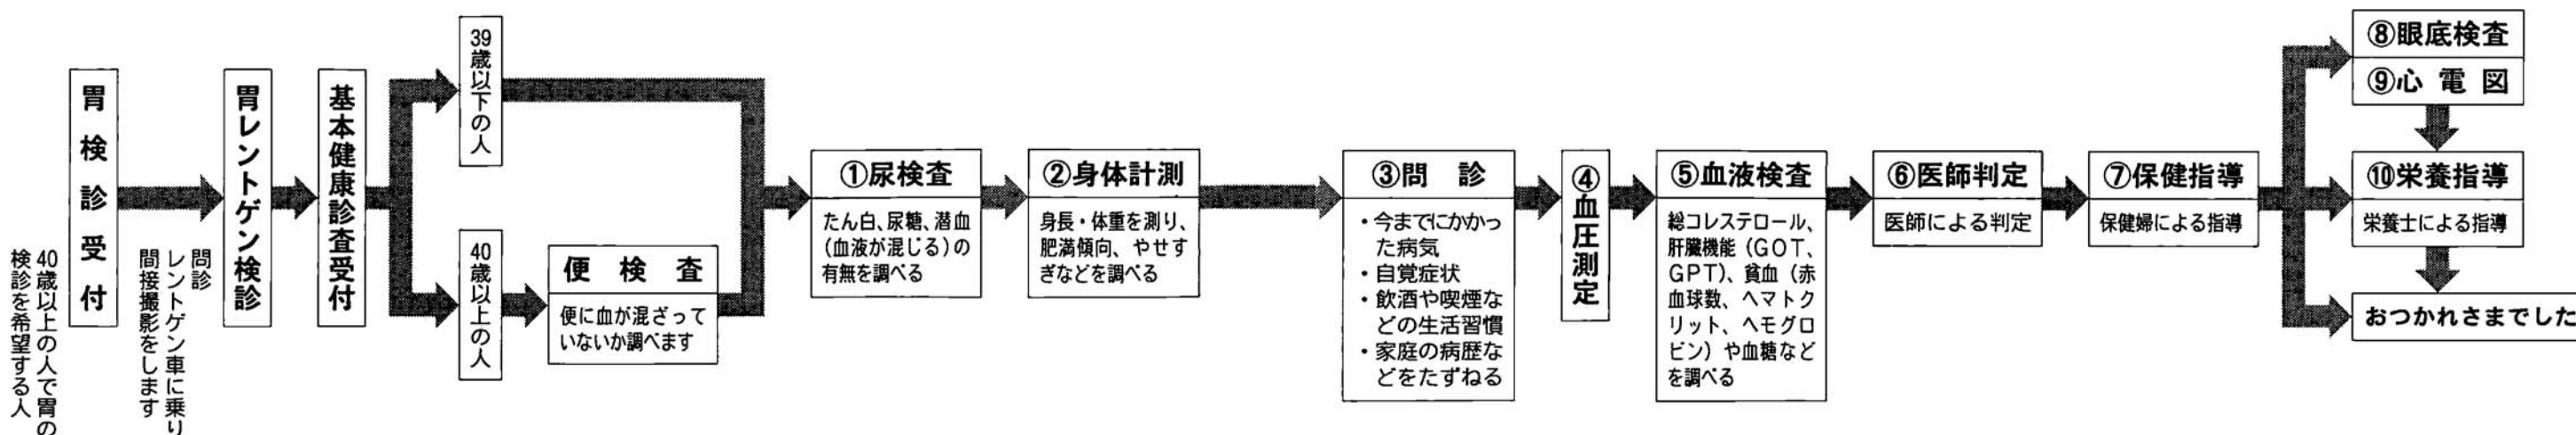 胃検診受付
40歳以上の人で胃の
検診を希望する人
胃レントゲン検診
問診
レントゲン車に乗り
間接撮影をします
基本健康診査受付
39歳以下の人
40歳以上の人
便検査
便に血が混ざって
いないか調べます
①尿検査
たん白、尿糖、潜血
（血液が混じる）の
有無を調べる
②身体計測
身長・体重を測り、
肥満傾向、やせす
ぎなどを調べる
③問診
・今までにかかっ
た病気
・自覚症状
・飲酒や喫煙な
どの生活習慣
・家庭の病歴な
どをたずねる
④血圧測定
⑤血液検査
総コレステロール、
肝臓機能（GOT、
GPT）、貧血（赤
血球数、ヘマトク
リット、ヘモグロ
ビン）や血糖など
を調べる
⑥医師判定
医師による判定
⑦保健指導
保健婦による指導
⑧眼底検査
⑨心電図
⑩栄養指導
栄養士による指導
おつかれさまでした